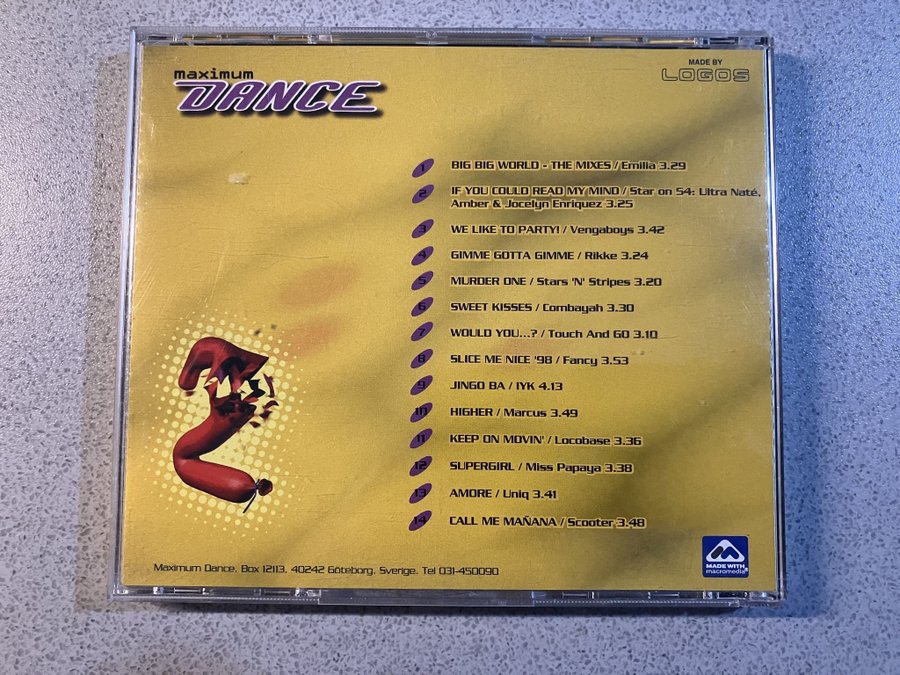 maximum
DANCE
MADE BY
LOGOS
1 BIG BIG WORLD - THE MIXES / Emilia 3.29
2 IF YOU COULD READ MY MIND / Star on 54: Ultra Naté,
Amber & Jocelyn Enriquez 3.25
3 WE LIKE TO PARTY! / Vengaboys 3.42
4 GIMME GOTTA GIMME / Rikke 3.24
5 MURDER ONE / Stars 'N' Stripes 3.20
6 SWEET KISSES / Combayah 3.30
7 WOULD YOU...? / Touch And GO 3.10
8 SLICE ME NICE '98 / Fancy 3.53
9 JINGO BA / IYK 4.13
10 HIGHER / Marcus 3.49
11 KEEP ON MOVIN' / Locobase 3.36
12 SUPERGIRL / Miss Papaya 3.38
13 AMORE / Uniq 3.41
14 CALL ME MAÑANA / Scooter 3.48
MADE WITH
macromedia
Maximum Dance, Box 12113, 40242 Göteborg, Sverige. Tel 031-450090